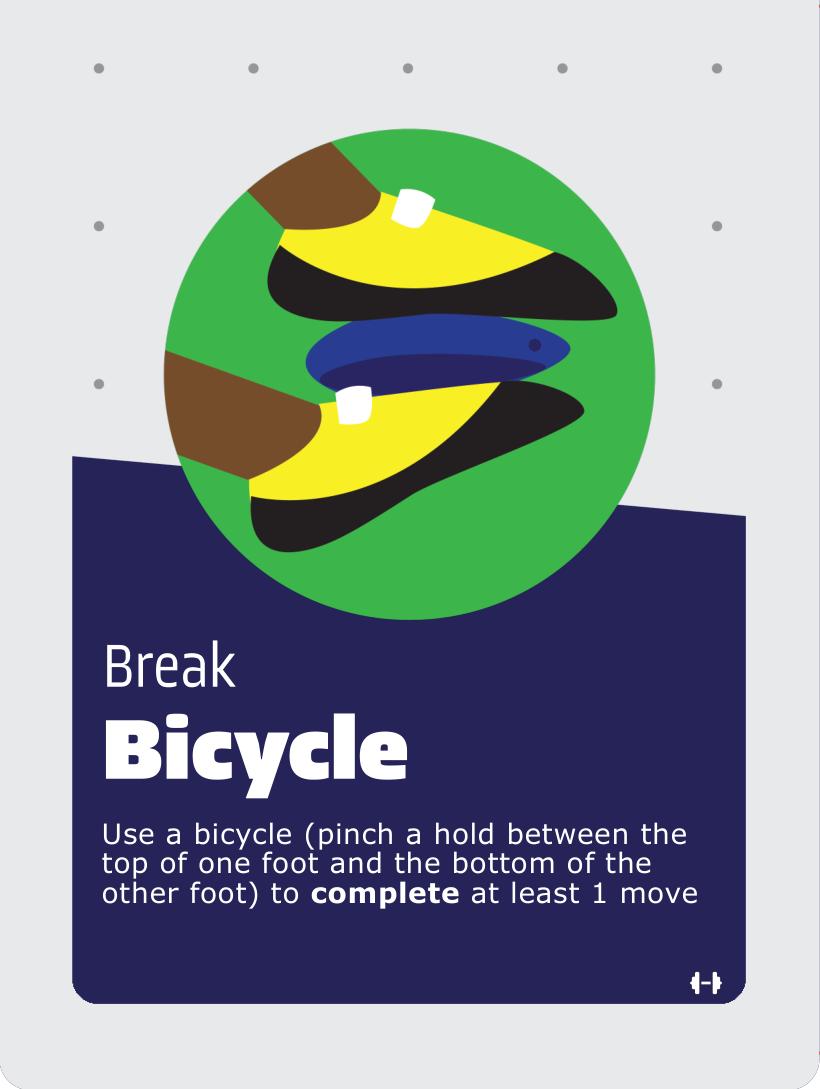 Break
Bicycle
Use a bicycle (pinch a hold between the
top of one foot and the bottom of the
other foot) to complete at least 1 move